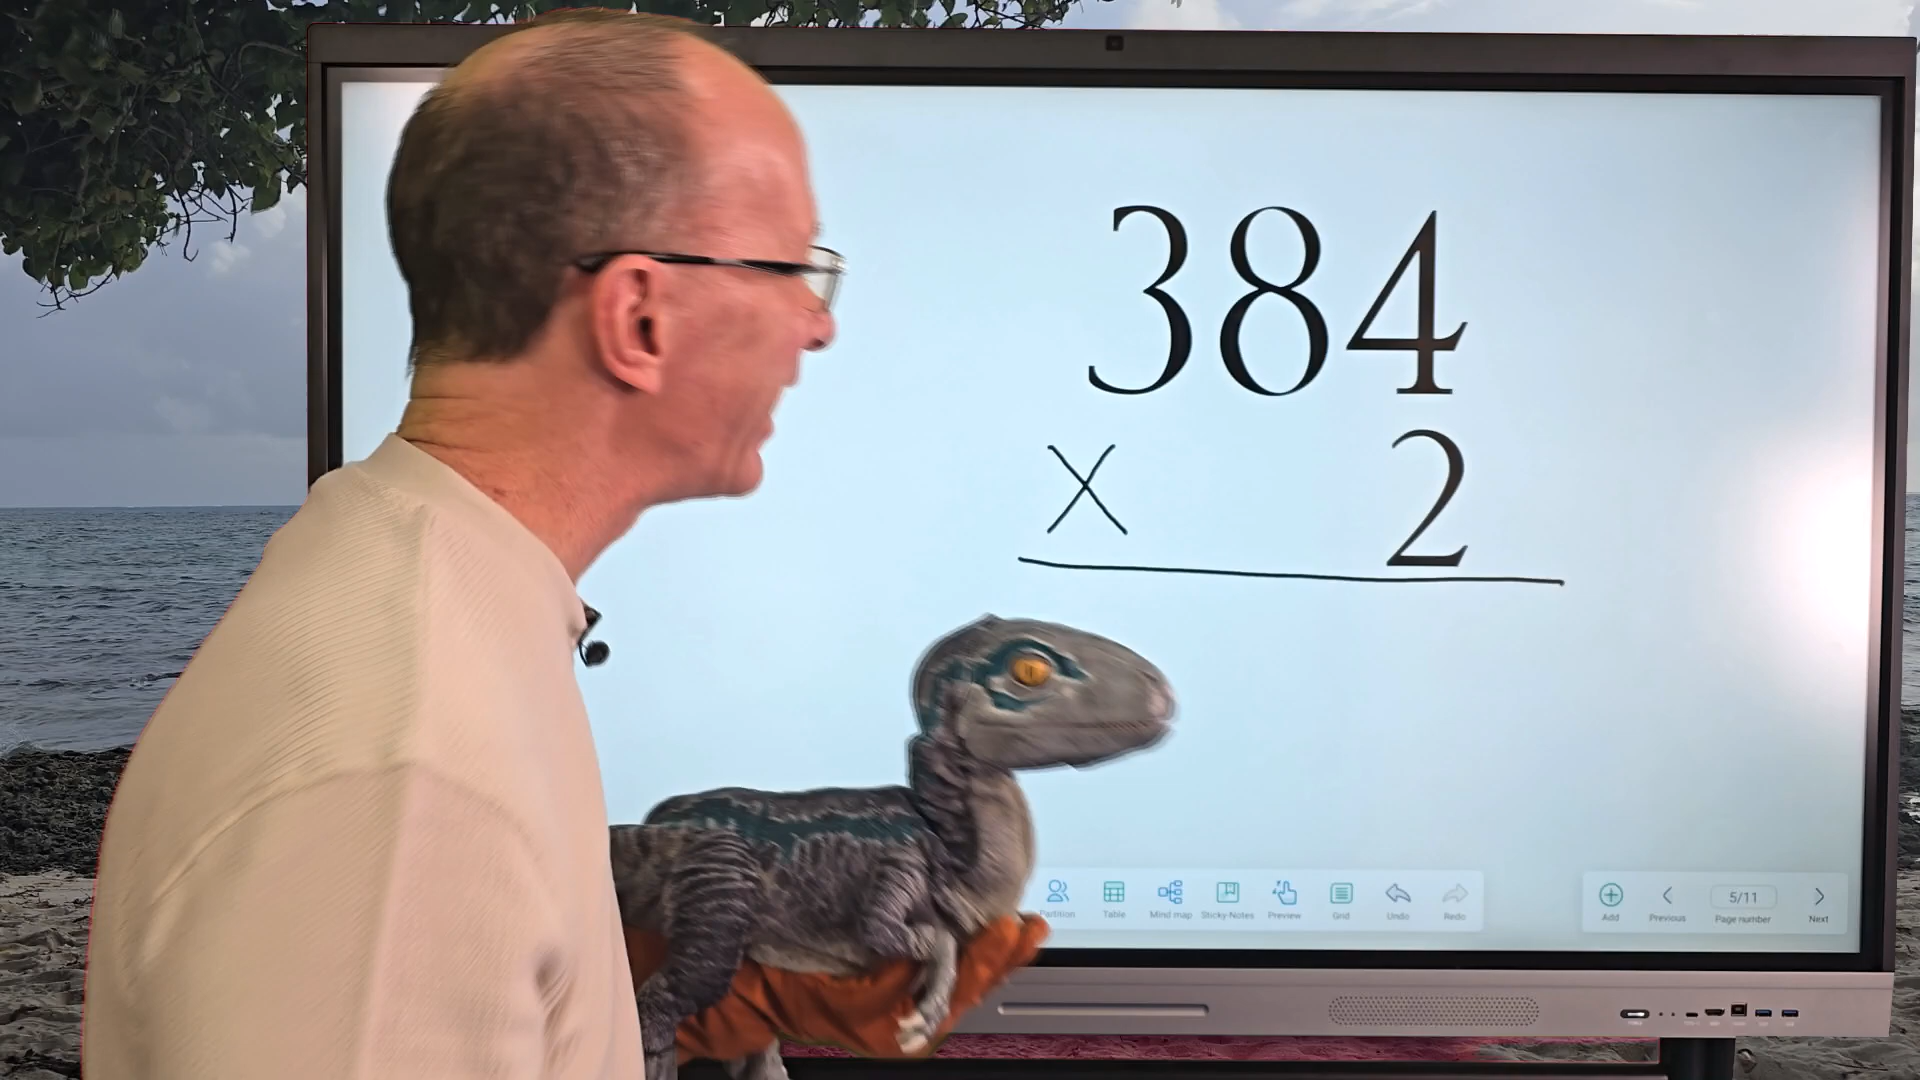 384
X 2
Partition Table Mind map Sticky-Notes Preview Grid Undo Redo
Add Previous 5/11 Page number Next